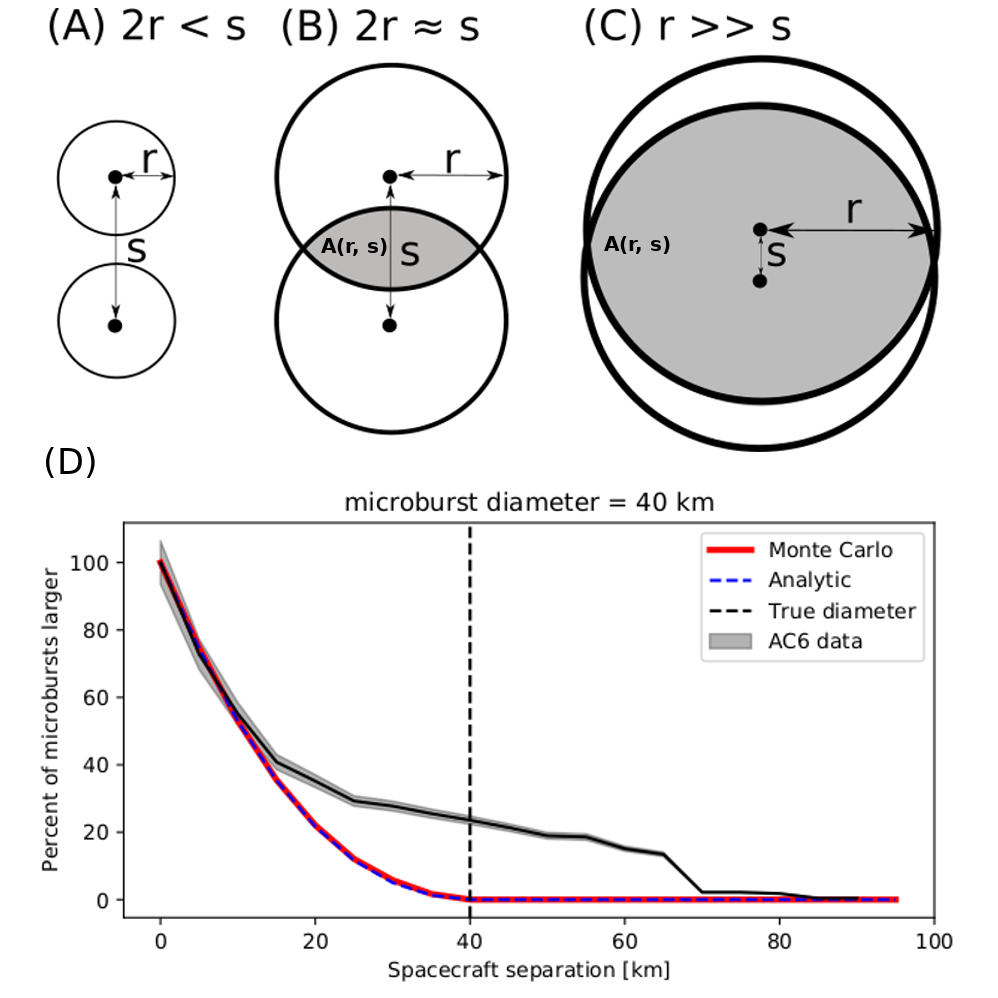 (A) 2r < s (B) 2r ≈ s (C) r >> s
r
s
r
A(r, s)
s
r
A(r, s)
s
(D)
microburst diameter = 40 km
Percent of microbursts larger
100
80
60
40
20
0
Monte Carlo
Analytic
True diameter
AC6 data
0 20 40 60 80 100
Spacecraft separation [km]